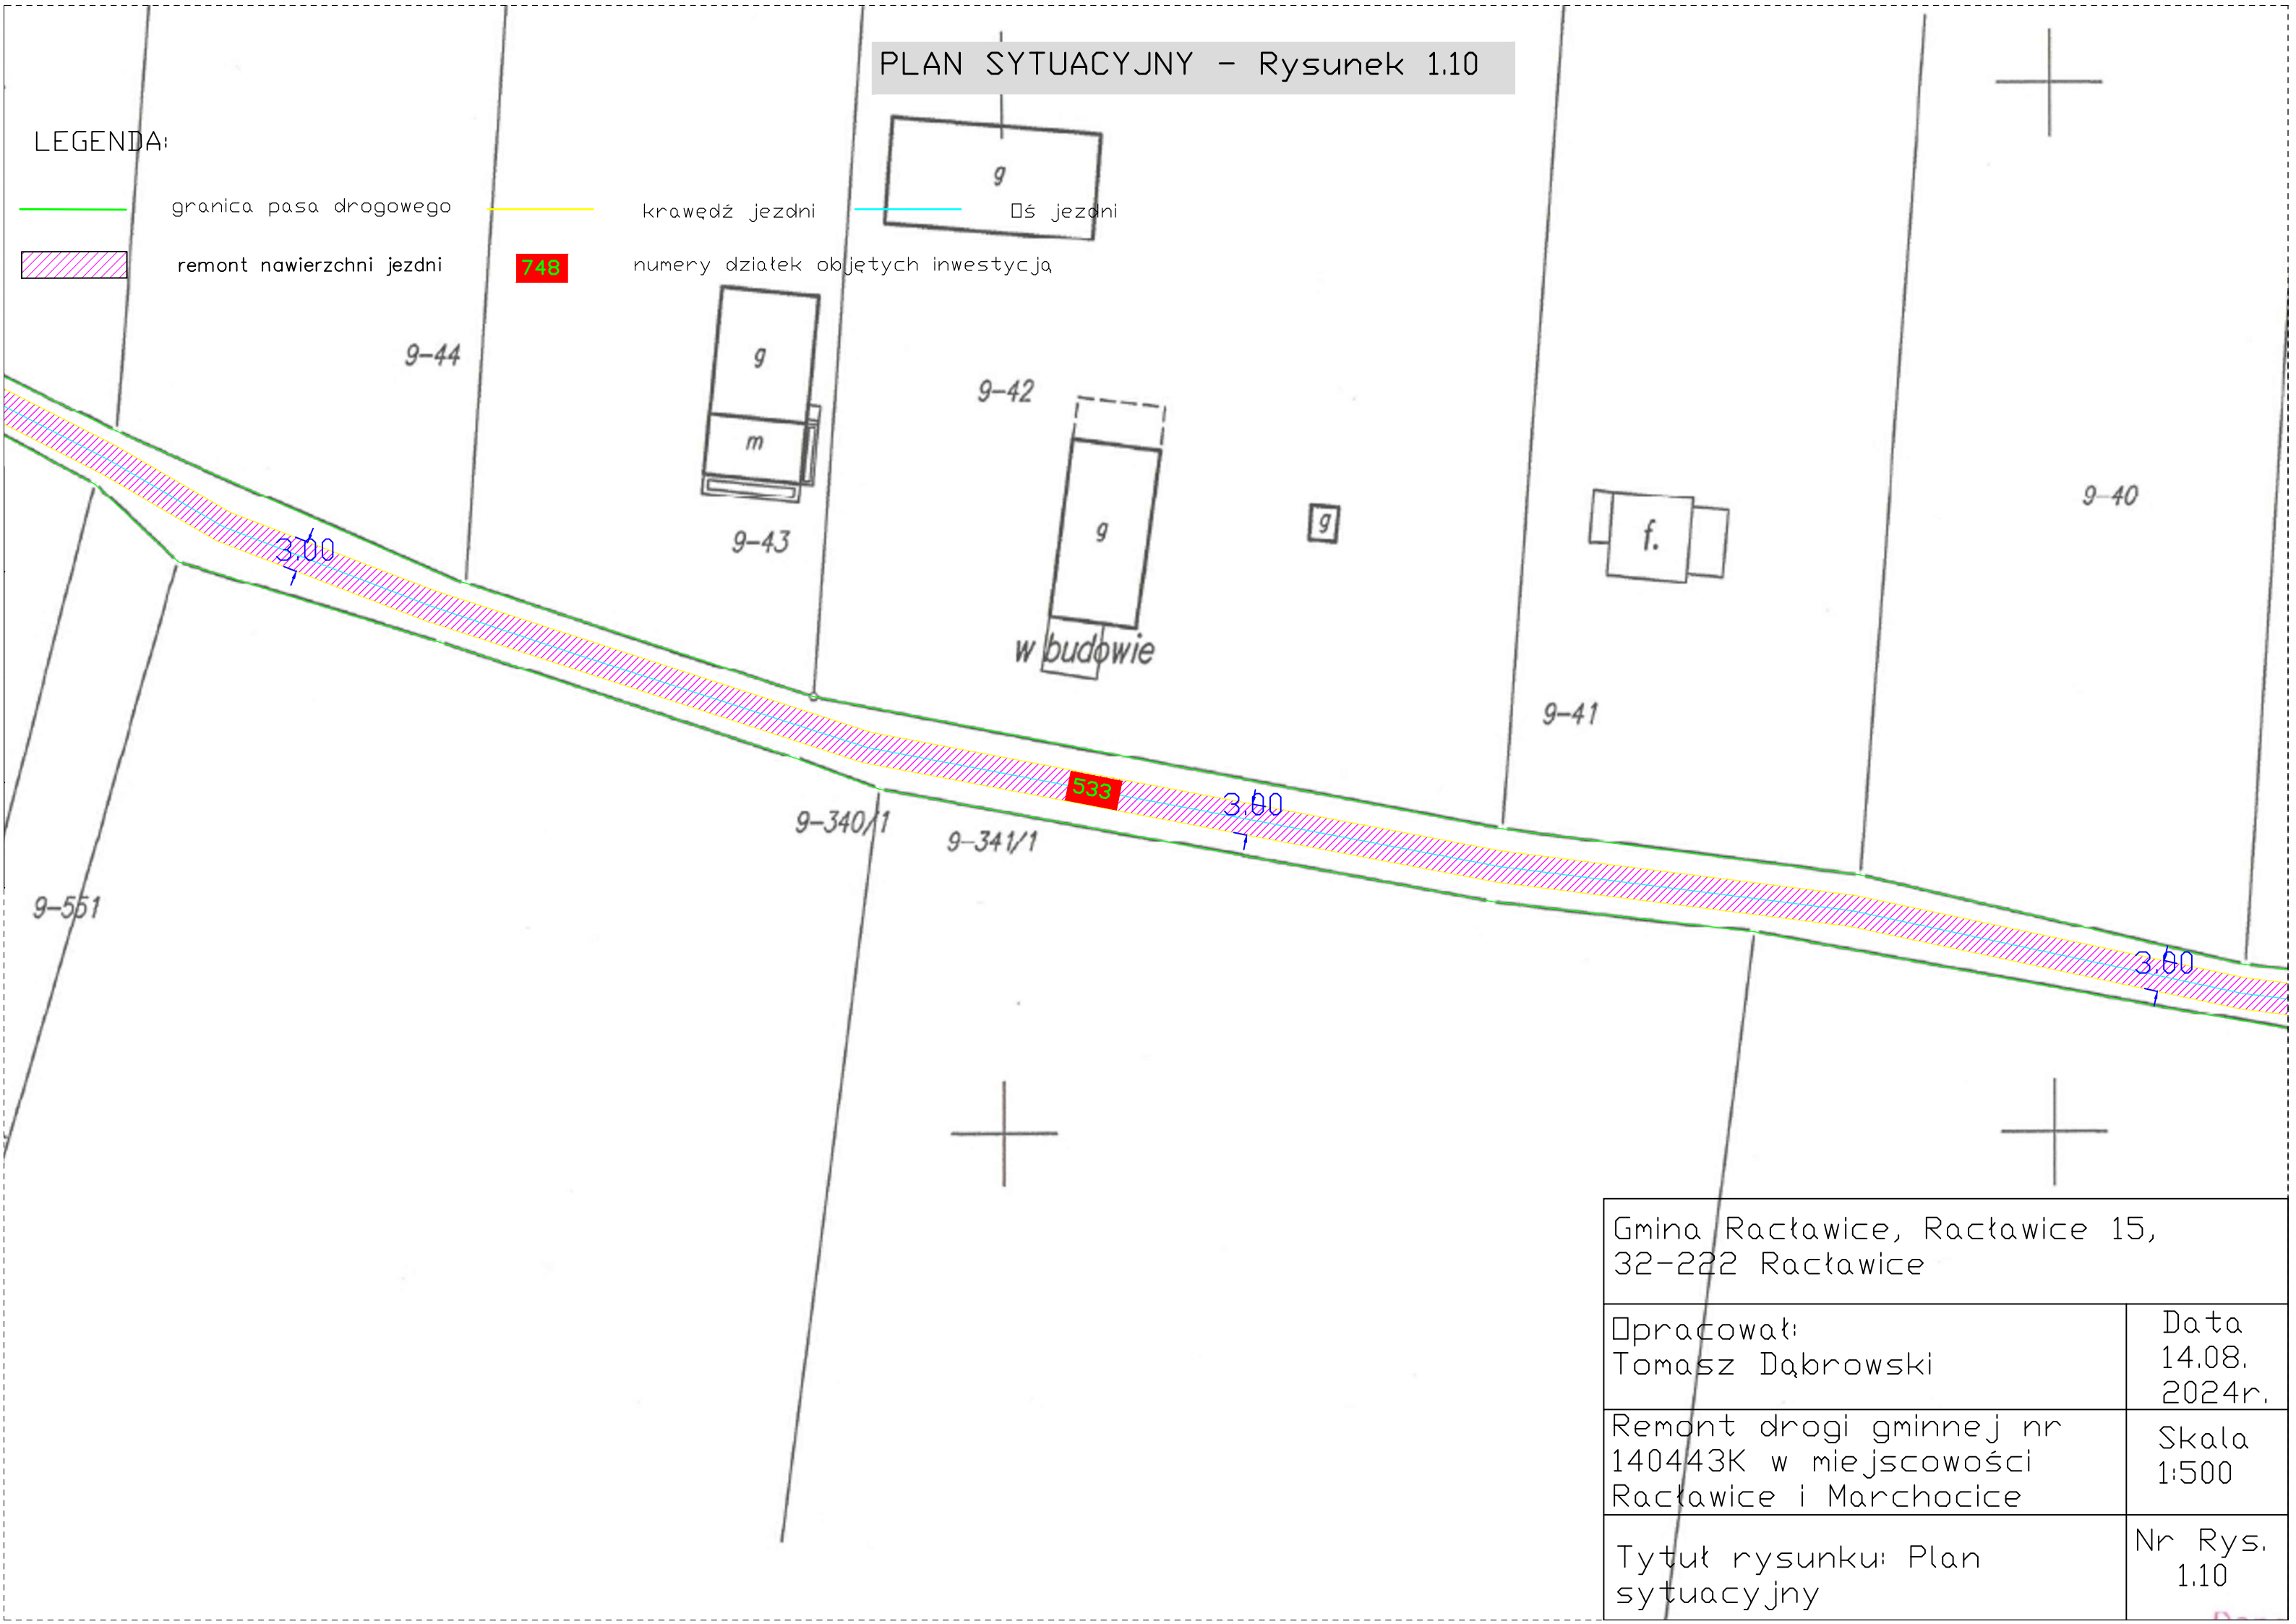 PLAN SYTUACYJNY - Rysunek 1.10
LEGENDA:
granica pasa drogowego
krawędź jezdni
Oś jezdni
remont nawierzchni jezdni
748
numery działek objętych inwestycją
g
9-44
g
m
9-43
9-42
g
g
w budowie
f.
9-40
9-41
3.00
533
3.00
3.00
9-340/1
9-341/1
9-551
Gmina Racławice, Racławice 15,
32-222 Racławice
Opracował:
Tomasz Dąbrowski
Data
14.08.
2024r.
Remont drogi gminnej nr
140443K w miejscowości
Racławice i Marchocice
Skala
1:500
Tytuł rysunku: Plan
sytuacyjny
Nr Rys.
1.10